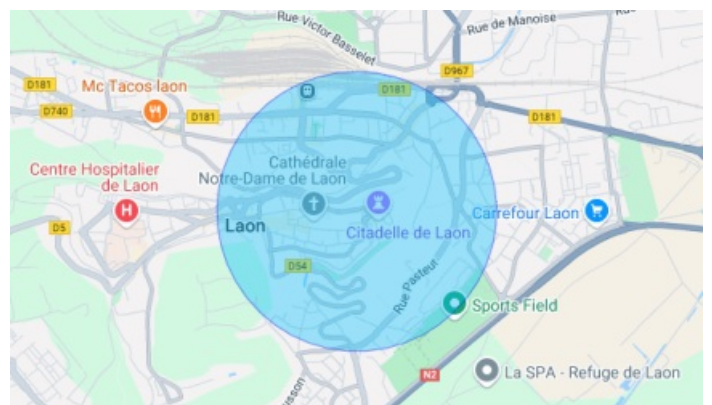 Rue Victor Basselet
Rue de Manoise
D967
D181
Mc Tacos laon
D181
D740
D181
D181
Cathédrale
Notre-Dame de Laon
Centre Hospitalier
de Laon
Laon
Carrefour Laon
D5
Citadelle de Laon
D54
Rue Pasteur
Sports Field
N2
La SPA - Refuge de Laon
usson